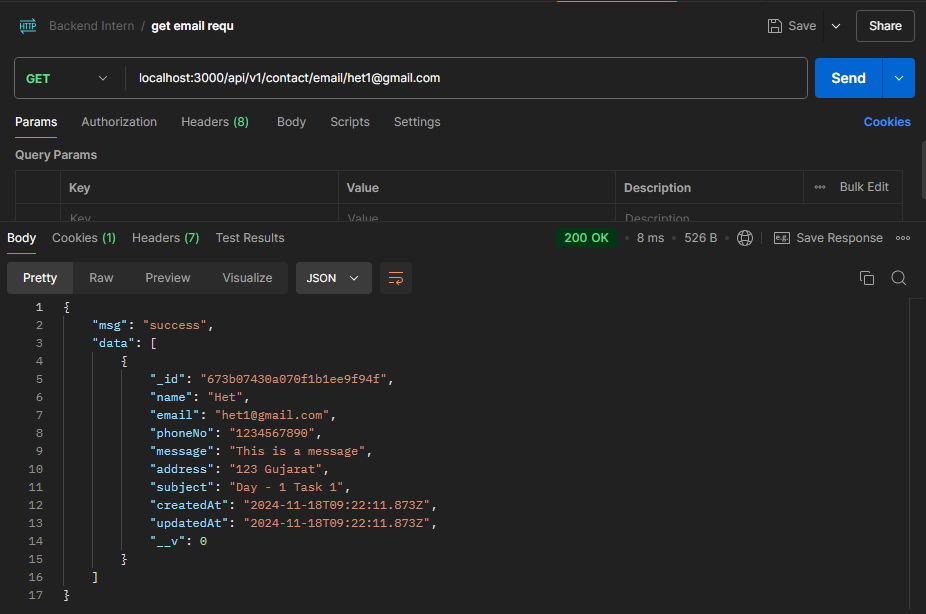 HTTP Backend Intern / get email requ Save Share
GET localhost:3000/api/v1/contact/email/het1@gmail.com Send
Params Authorization Headers (8) Body Scripts Settings Cookies
Query Params
Key Value Description Bulk Edit
Key Value Description
Body Cookies (1) Headers (7) Test Results 200 OK 8 ms 526 B e.g. Save Response
Pretty Raw Preview Visualize JSON
1 {
2 "msg": "success",
3 "data": [
4 {
5 "_id": "673b07430a070f1b1ee9f94f",
6 "name": "Het",
7 "email": "het1@gmail.com",
8 "phoneNo": "1234567890",
9 "message": "This is a message",
10 "address": "123 Gujarat",
11 "subject": "Day - 1 Task 1",
12 "createdAt": "2024-11-18T09:22:11.873Z",
13 "updatedAt": "2024-11-18T09:22:11.873Z",
14 "__v": 0
15 }
16 ]
17 }